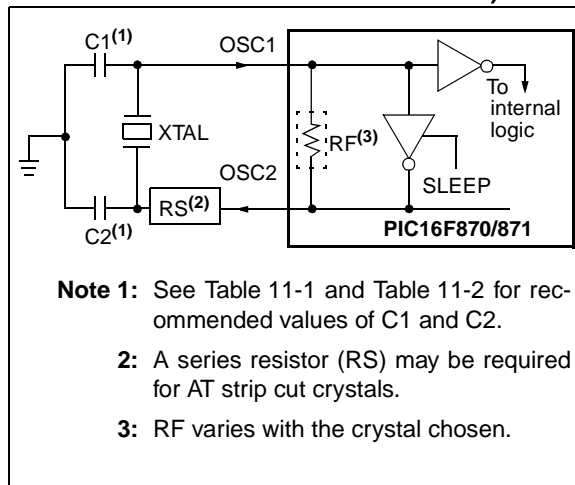 C1(1)
OSC1
To
internal
logic
XTAL
RF(3)
OSC2
SLEEP
RS(2)
C2(1)
PIC16F870/871
Note 1: See Table 11-1 and Table 11-2 for rec-
ommended values of C1 and C2.
2: A series resistor (RS) may be required
for AT strip cut crystals.
3: RF varies with the crystal chosen.